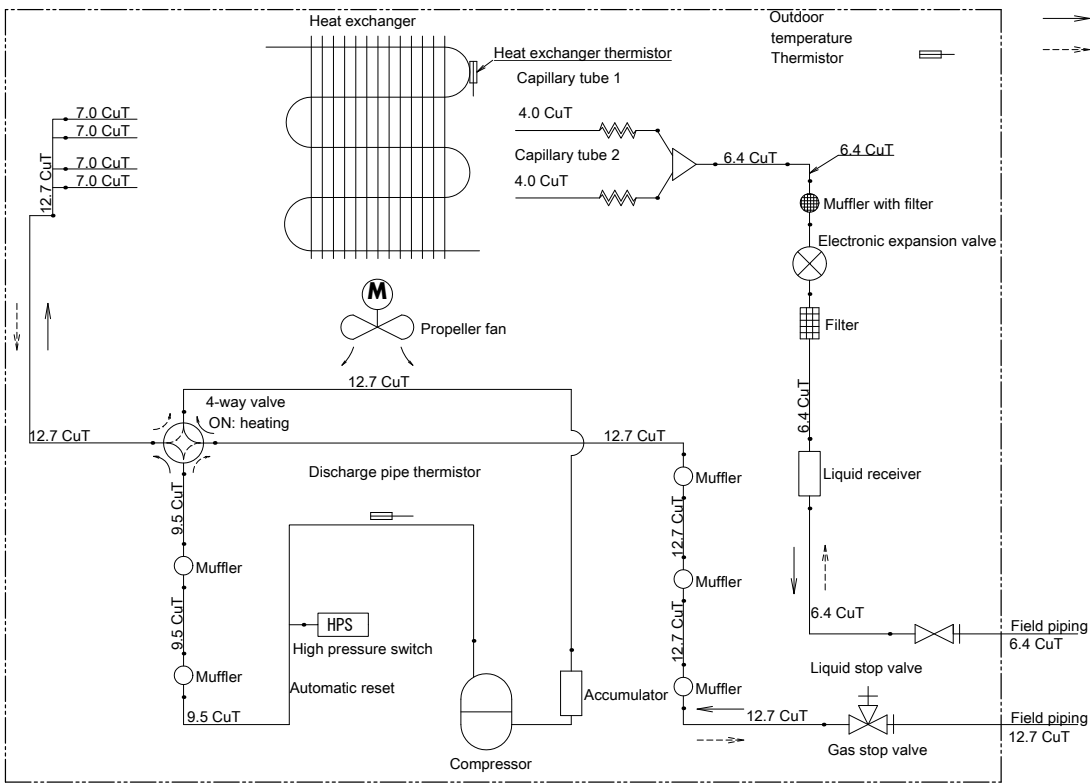 Heat exchanger
Outdoor
temperature
Thermistor
Heat exchanger thermistor
Capillary tube 1
4.0 CuT
Capillary tube 2
4.0 CuT
6.4 CuT
6.4 CuT
7.0 CuT
7.0 CuT
7.0 CuT
7.0 CuT
12.7 CuT
Muffler with filter
Electronic expansion valve
M
Propeller fan
Filter
12.7 CuT
4-way valve
ON: heating
12.7 CuT
12.7 CuT
6.4 CuT
Discharge pipe thermistor
Muffler
Liquid receiver
9.5 CuT
12.7 CuT
Muffler
Muffler
9.5 CuT
12.7 CuT
HPS
High pressure switch
6.4 CuT
Field piping
6.4 CuT
Muffler
Automatic reset
Accumulator
Muffler
Liquid stop valve
9.5 CuT
12.7 CuT
Field piping
12.7 CuT
Gas stop valve
Compressor